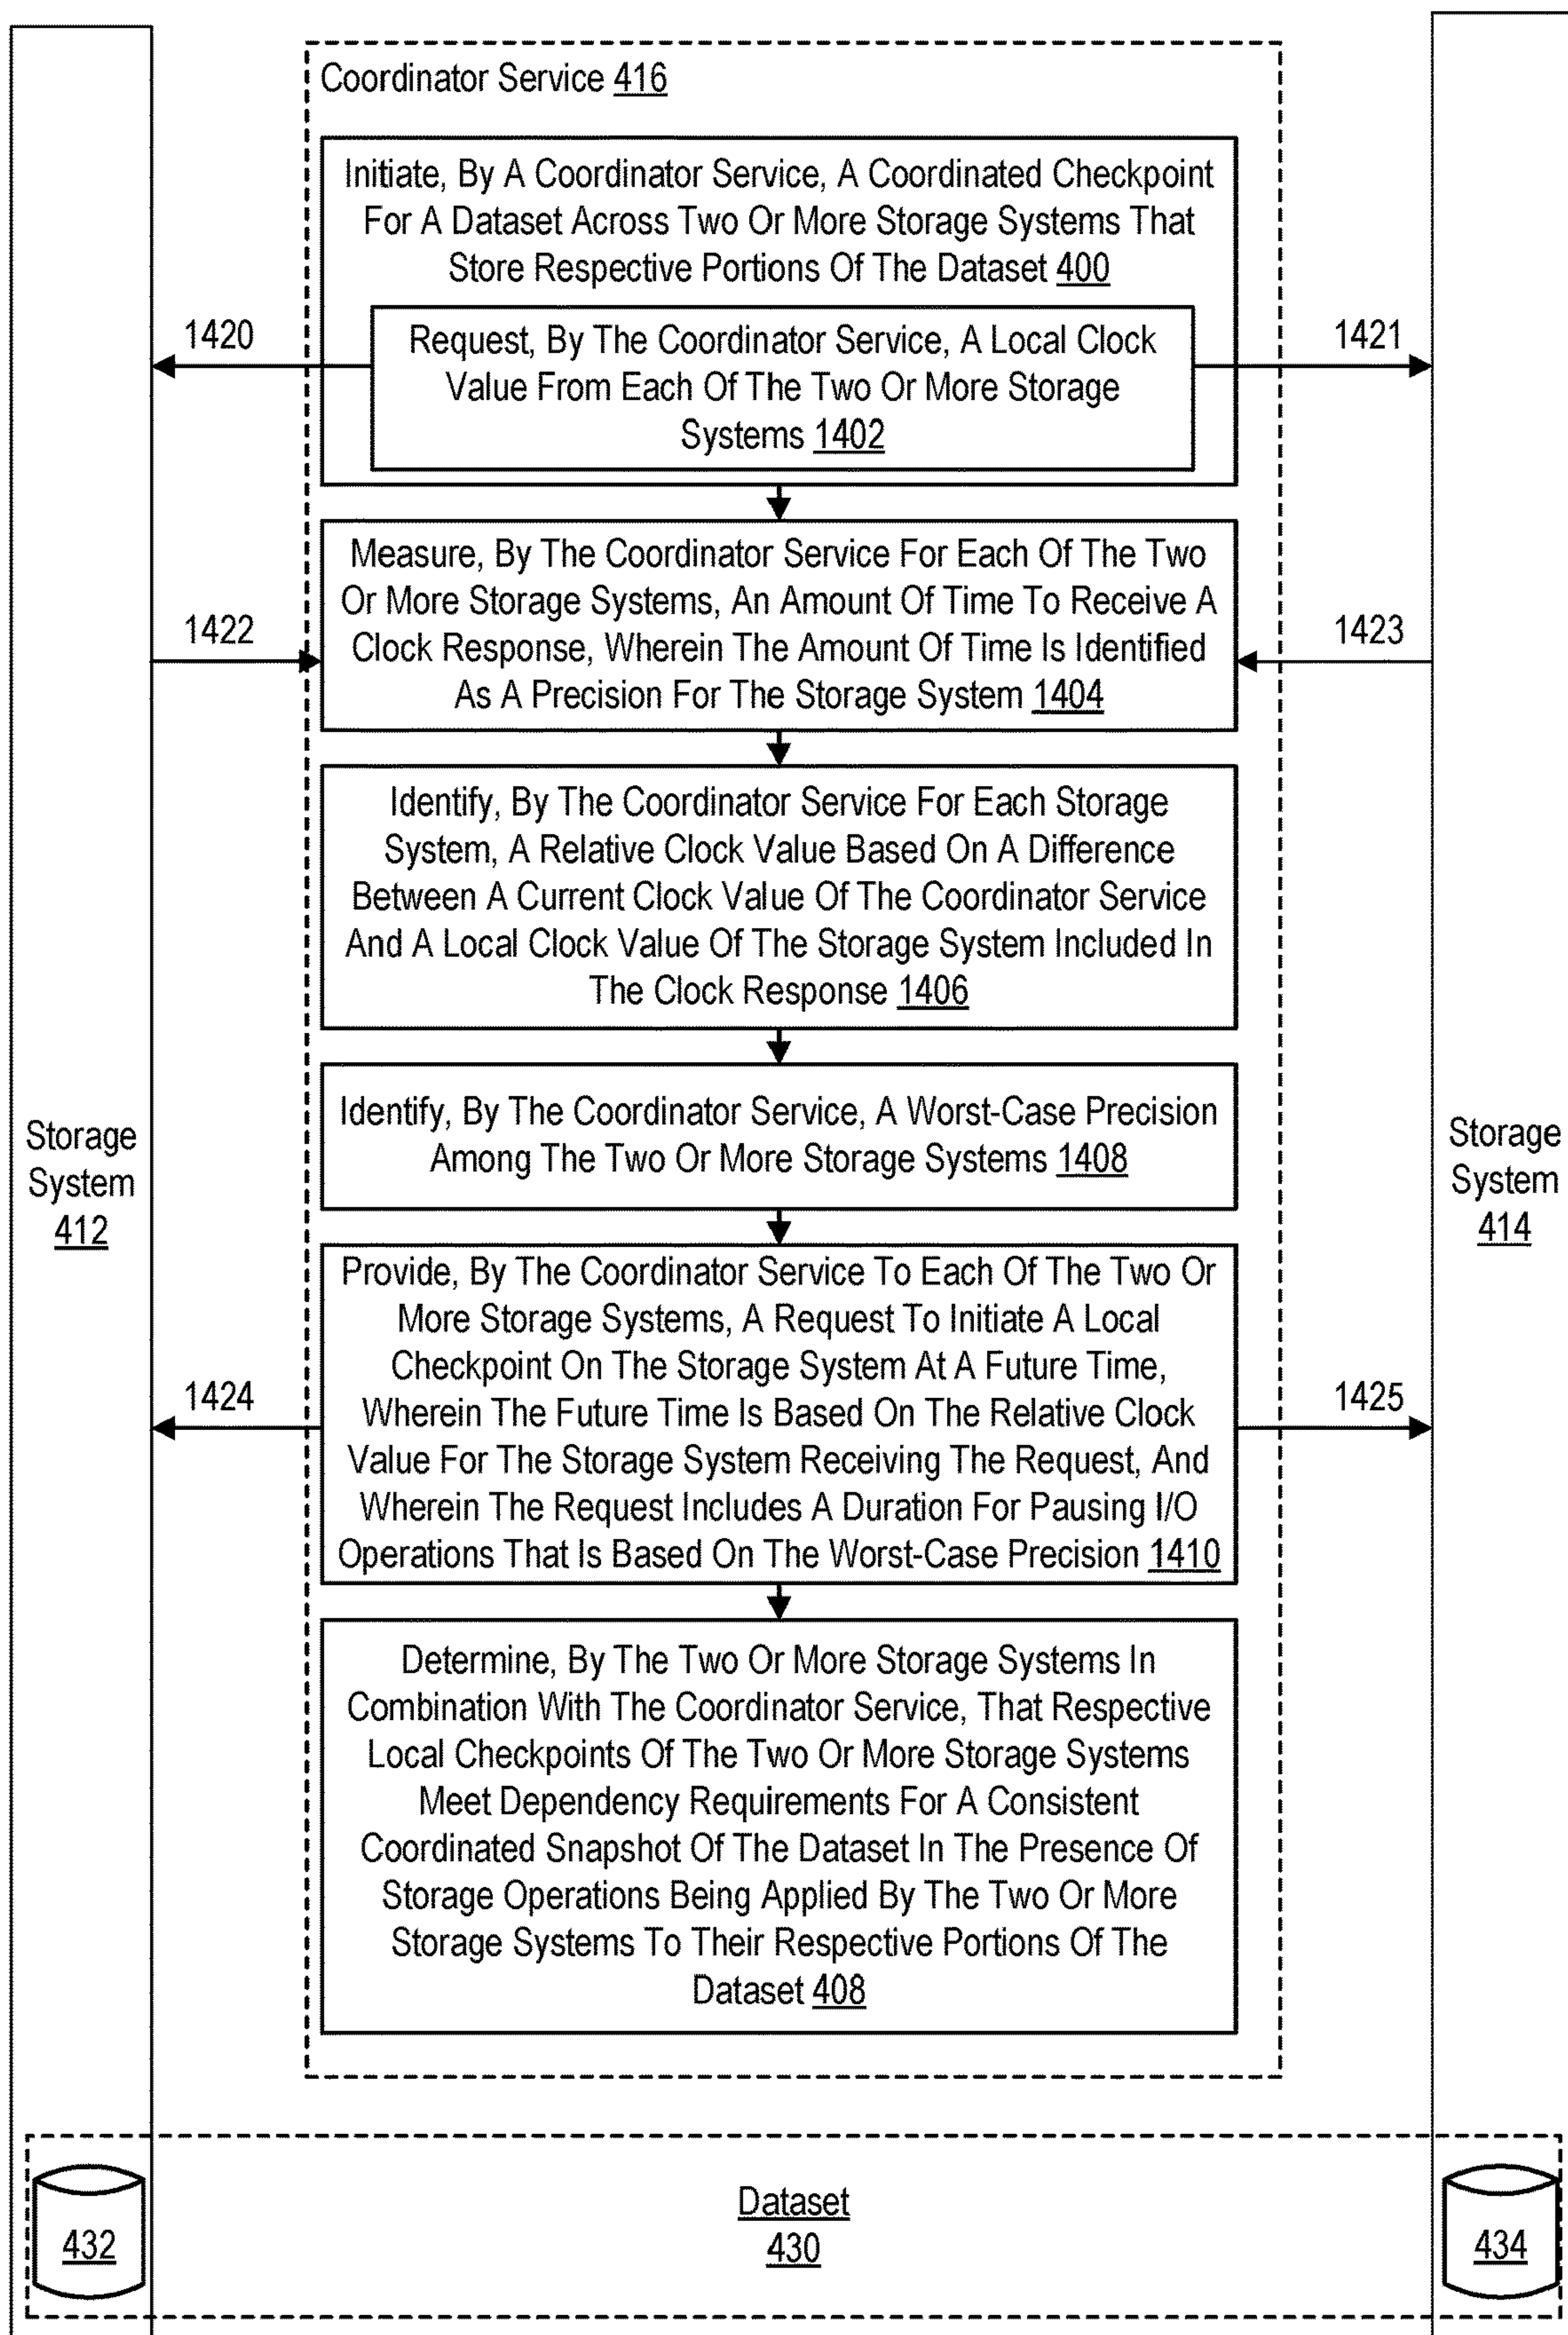 Coordinator Service 416
Initiate, By A Coordinator Service, A Coordinated Checkpoint
For A Dataset Across Two Or More Storage Systems That
Store Respective Portions Of The Dataset 400
1420
Request, By The Coordinator Service, A Local Clock
Value From Each Of The Two Or More Storage
Systems 1402
1421
Measure, By The Coordinator Service For Each Of The Two
Or More Storage Systems, An Amount Of Time To Receive A
Clock Response, Wherein The Amount Of Time Is Identified
As A Precision For The Storage System 1404
1422
1423
Identify, By The Coordinator Service For Each Storage
System, A Relative Clock Value Based On A Difference
Between A Current Clock Value Of The Coordinator Service
And A Local Clock Value Of The Storage System Included In
The Clock Response 1406
Identify, By The Coordinator Service, A Worst-Case Precision
Among The Two Or More Storage Systems 1408
Storage
System
412
Storage
System
414
Provide, By The Coordinator Service To Each Of The Two Or
More Storage Systems, A Request To Initiate A Local
Checkpoint On The Storage System At A Future Time,
Wherein The Future Time Is Based On The Relative Clock
Value For The Storage System Receiving The Request, And
Wherein The Request Includes A Duration For Pausing I/O
Operations That Is Based On The Worst-Case Precision 1410
1424
1425
Determine, By The Two Or More Storage Systems In
Combination With The Coordinator Service, That Respective
Local Checkpoints Of The Two Or More Storage Systems
Meet Dependency Requirements For A Consistent
Coordinated Snapshot Of The Dataset In The Presence Of
Storage Operations Being Applied By The Two Or More
Storage Systems To Their Respective Portions Of The
Dataset 408
432
Dataset
430
434